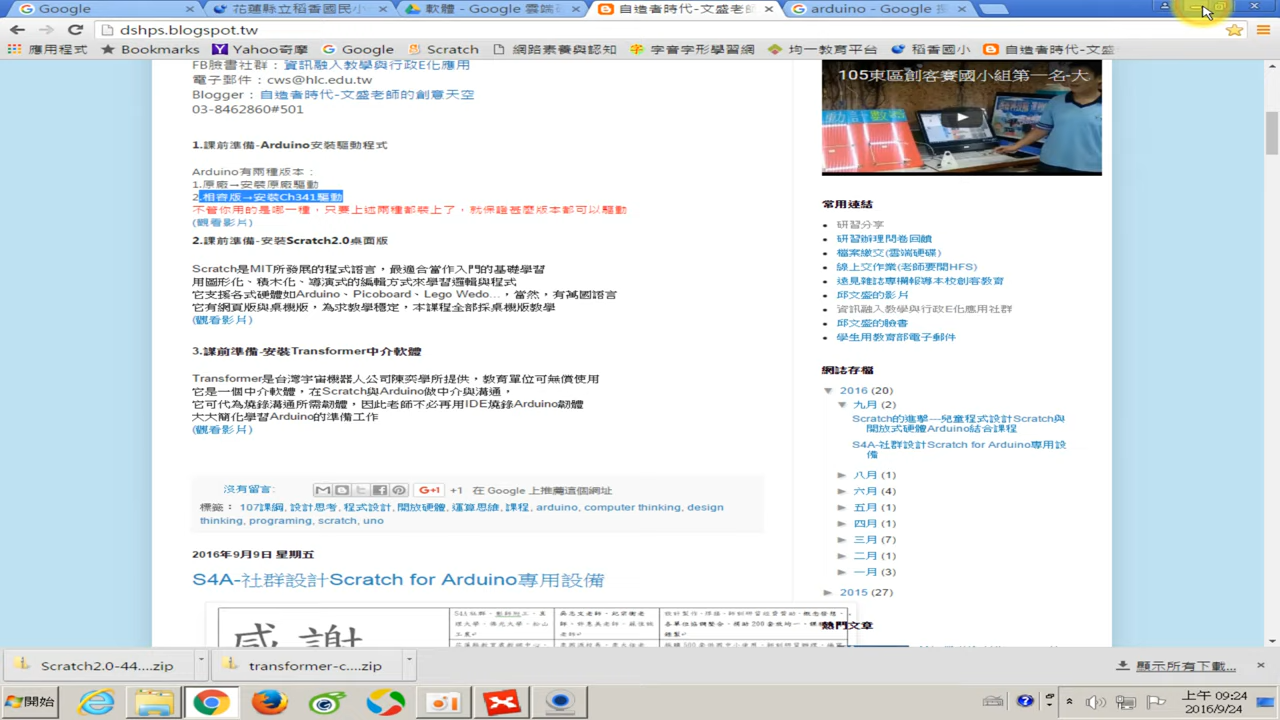 Google
花蓮縣立稻香國民小
軟體 - Google 雲端
自造者時代-文盛老師
arduino - Google
dshps.blogspot.tw
應用程式
Bookmarks
Yahoo奇摩
Google
Scratch
網路素養與認知
字音字形學習網
均一教育平台
稻香國小
自造者時代-文盛
FB臉書社群：資訊融入教學與行政E化應用
電子郵件：cws@hlc.edu.tw
Blogger：自造者時代-文盛老師的創意天空
03-8462860#501
1.課前準備-Arduino安裝驅動程式
Arduino有兩種版本：
1.原廠→安裝原廠驅動
2.相容版→安裝Ch341驅動
不管你用的是哪一種，只要上述兩種都裝上了，就保證甚麼版本都可以驅動
(觀看影片)
2.課前準備-安裝Scratch2.0桌面版
Scratch是MIT所發展的程式語言，最適合當作入門的基礎學習
用圖形化、積木化、導演式的編輯方式來學習邏輯與程式
它支援各式硬體如Arduino、Picoboard、Lego Wedo...，當然，有萬國語言
它有網頁版與桌機版，為求教學穩定，本課程全部採桌機版教學
(觀看影片)
3.課前準備-安裝Transformer中介軟體
Transformer是台灣宇宙機器人公司陳奕學所提供，教育單位可無償使用
它是一個中介軟體，在Scratch與Arduino做中介與溝通，
它可代為燒錄溝通所需韌體，因此老師不必再用IDE燒錄Arduino韌體
大大簡化學習Arduino的準備工作
(觀看影片)
沒有留言:
G+1
+1 在 Google 上推薦這個網址
標籤： 107課綱, 設計思考, 程式設計, 開放硬體, 運算思維, 課程, arduino, computer thinking, design
thinking, programing, scratch, uno
2016年9月9日 星期五
S4A-社群設計Scratch for Arduino專用設備
感謝
105東區創客賽國小組第一名-大
常用連結
研習分享
研習辦理問卷回饋
檔案繳交(雲端硬碟)
線上交作業(老師要開HFS)
遠見雜誌專欄報導本校創客教育
邱文盛的影片
資訊融入教學與行政E化應用社群
邱文盛的臉書
學生用教育部電子郵件
網誌存檔
▼ 2016 (20)
▼ 九月 (2)
Scratch的進擊---兒童程式設計Scratch與
開放式硬體Arduino結合課程
S4A-社群設計Scratch for Arduino專用設
備
► 八月 (1)
► 六月 (4)
► 五月 (1)
► 四月 (1)
► 三月 (7)
► 二月 (1)
► 一月 (3)
► 2015 (27)
熱門文章
Scratch2.0-44....zip
transformer-c....zip
顯示所有下載...
開始
上午 09:24
2016/9/24